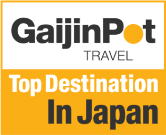 GaijinPot
TRAVEL
Top Destination
In Japan